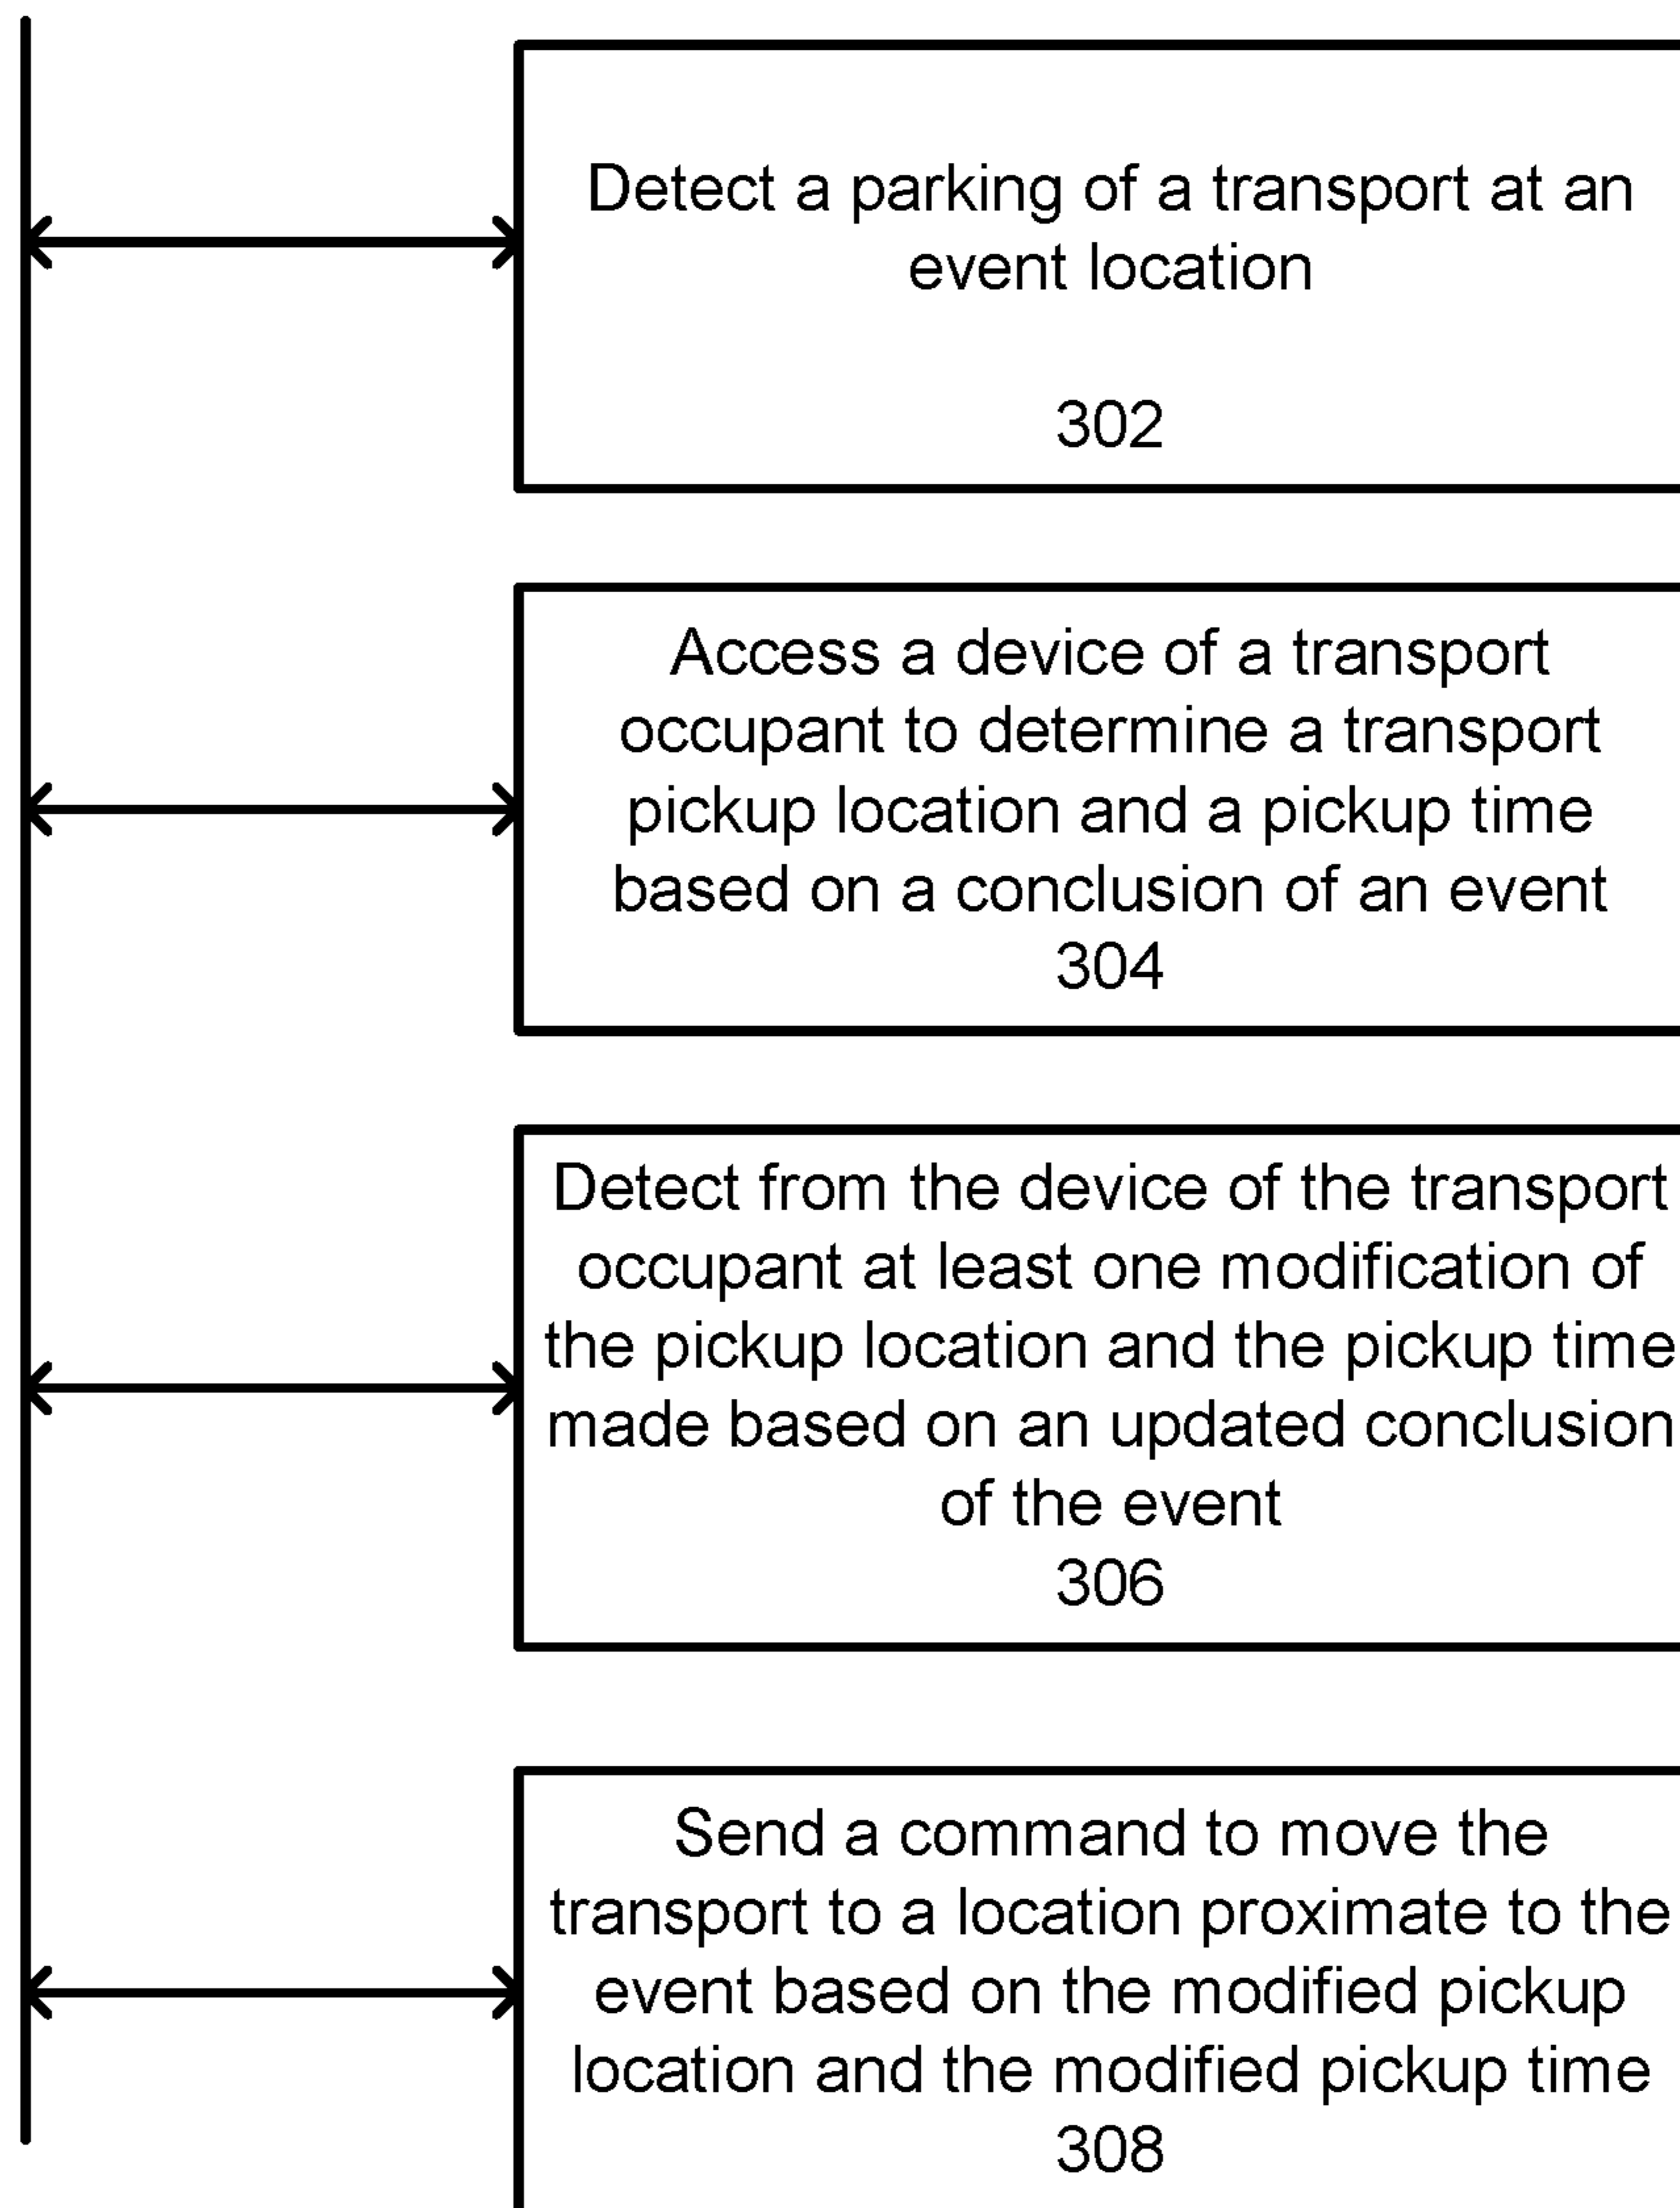 Detect a parking of a transport at an
event location
302
Access a device of a transport
occupant to determine a transport
pickup location and a pickup time
based on a conclusion of an event
304
Detect from the device of the transport
occupant at least one modification of
the pickup location and the pickup time
made based on an updated conclusion
of the event
306
Send a command to move the
transport to a location proximate to the
event based on the modified pickup
location and the modified pickup time
308